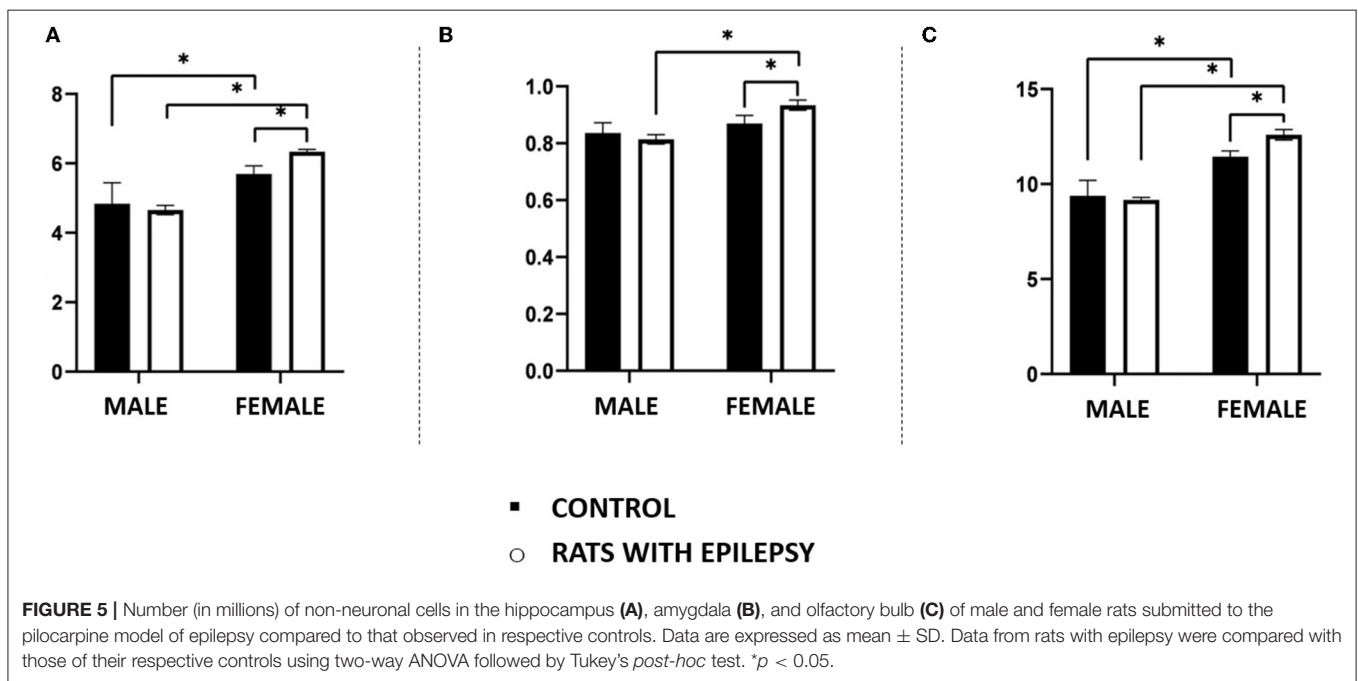 A
*
*
*
8
6
4
2
0
MALE FEMALE
B
*
*
1.0
0.8
0.6
0.4
0.2
0.0
MALE FEMALE
C
*
*
*
15
10
5
0
MALE FEMALE
■ CONTROL
○ RATS WITH EPILEPSY
FIGURE 5 | Number (in millions) of non-neuronal cells in the hippocampus (A), amygdala (B), and olfactory bulb (C) of male and female rats submitted to the
pilocarpine model of epilepsy compared to that observed in respective controls. Data are expressed as mean ± SD. Data from rats with epilepsy were compared with
those of their respective controls using two-way ANOVA followed by Tukey's post-hoc test. *p < 0.05.